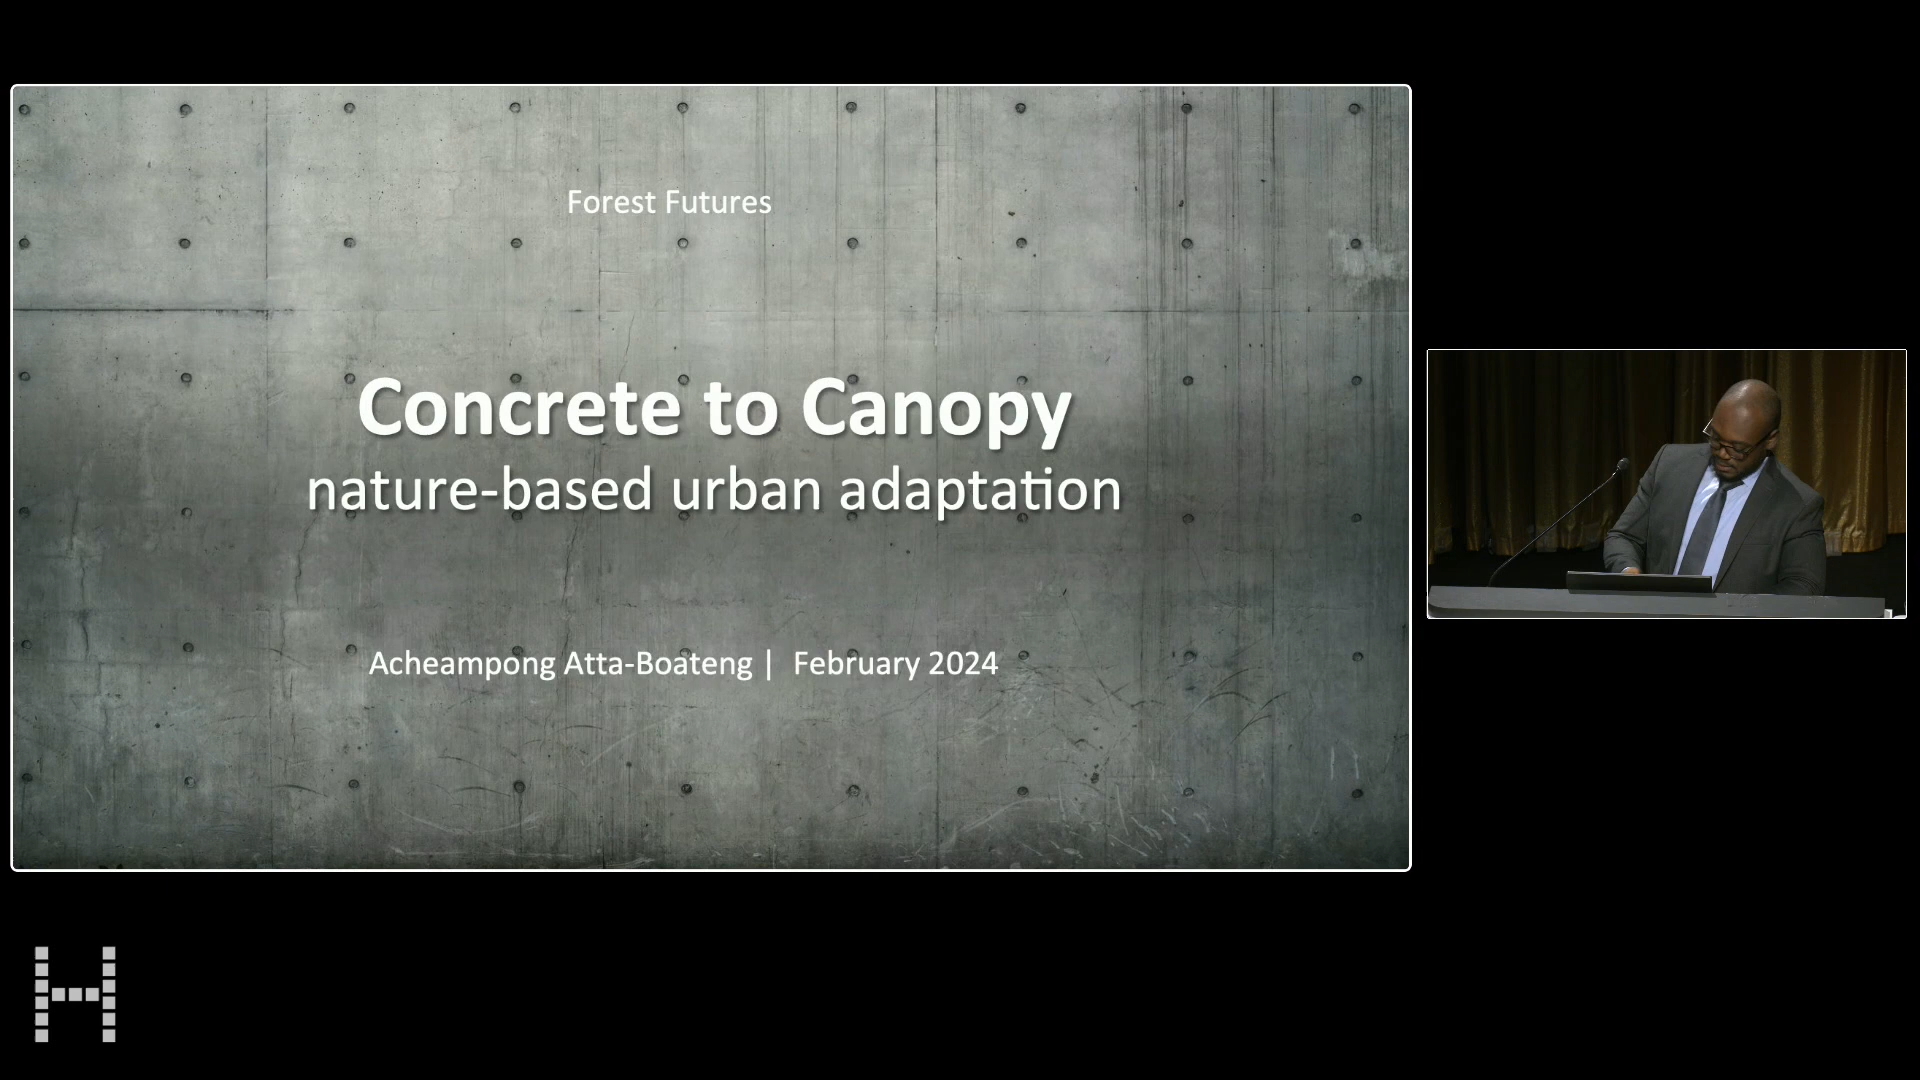 Forest Futures
Concrete to Canopy
nature-based urban adaptation
Acheampong Atta-Boateng | February 2024
H